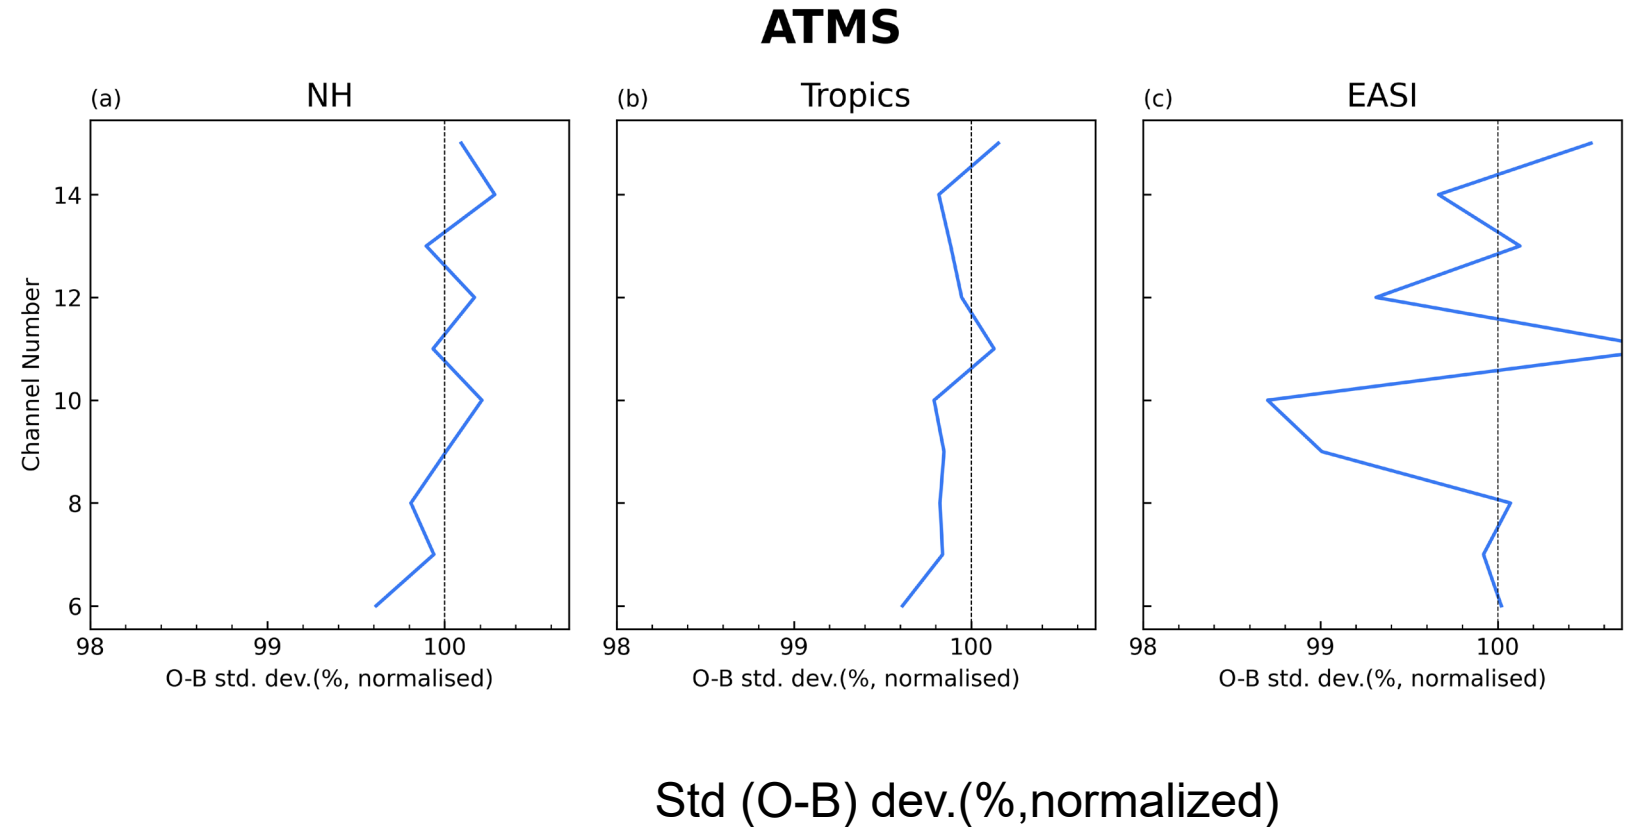 ATMS
(a) NH
(b) Tropics
(c) EASI
Channel Number
14
12
10
8
6
98 99 100
98 99 100
98 99 100
O-B std. dev.(%, normalised)
O-B std. dev.(%, normalised)
O-B std. dev.(%, normalised)
Std (O-B) dev.(%,normalized)